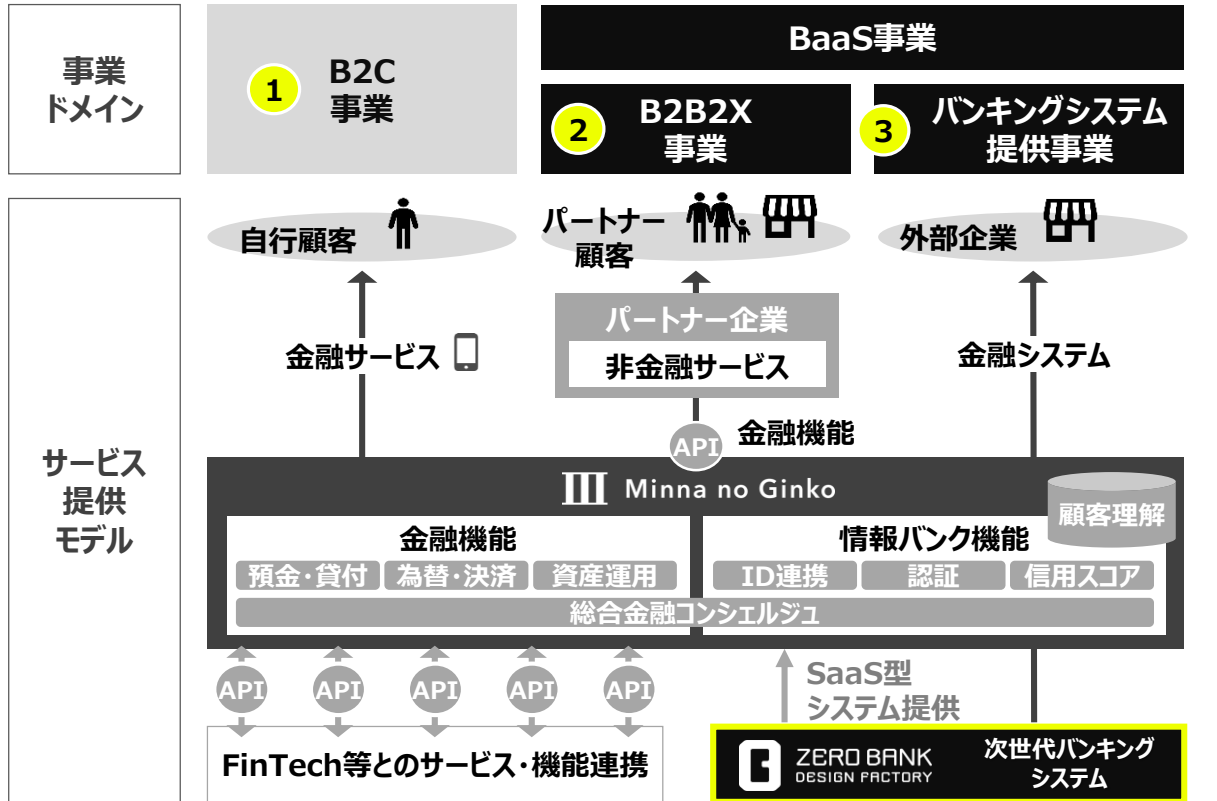 事業
ドメイン
1
B2C
事業
BaaS事業
2
B2B2X
事業
3
バンキングシステム
提供事業
サービス
提供
モデル
自行顧客
パートナー
顧客
外部企業
金融サービス
パートナー企業
非金融サービス
金融システム
API
金融機能
Minna no Ginko
顧客理解
金融機能
情報バンク機能
預金・貸付
為替・決済
資産運用
ID連携
認証
信用スコア
総合金融コンシェルジュ
API
API
API
API
API
SaaS型
システム提供
FinTech等とのサービス・機能連携
ZERO BANK
DESIGN FACTORY
次世代バンキング
システム